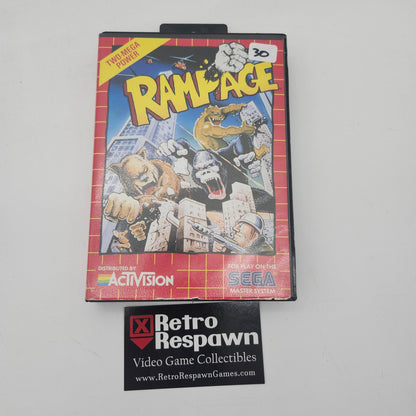 TWO-MEGA
POWER
30
RAMPAGE
DISTRIBUTED BY
ACTIVISION
FOR PLAY ON THE
SEGA
MASTER SYSTEM
Retro
Respawn
Video Game Collectibles
www.RetroRespawnGames.com